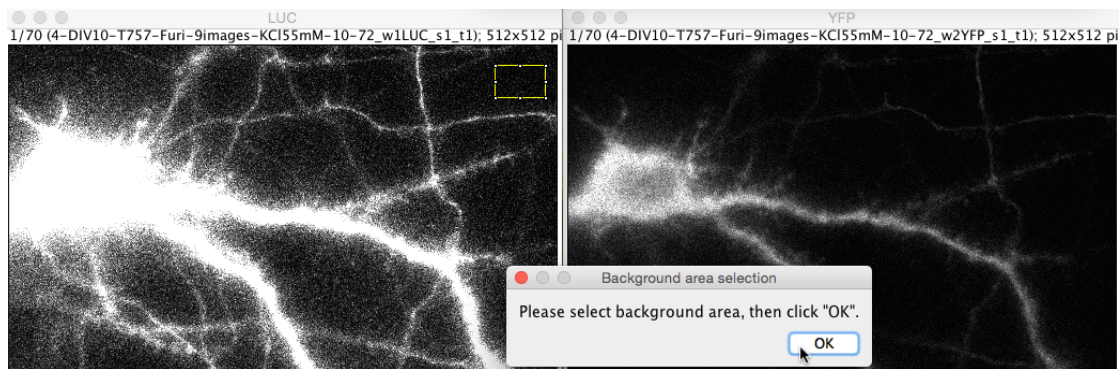 LUC
YFP
1/70 (4-DIV10-T757-Furi-9images-KCl55mM-10-72_w1LUC_s1_t1); 512x512 pi
1/70 (4-DIV10-T757-Furi-9images-KCl55mM-10-72_w2YFP_s1_t1); 512x512 pi
Background area selection
Please select background area, then click "OK".
OK